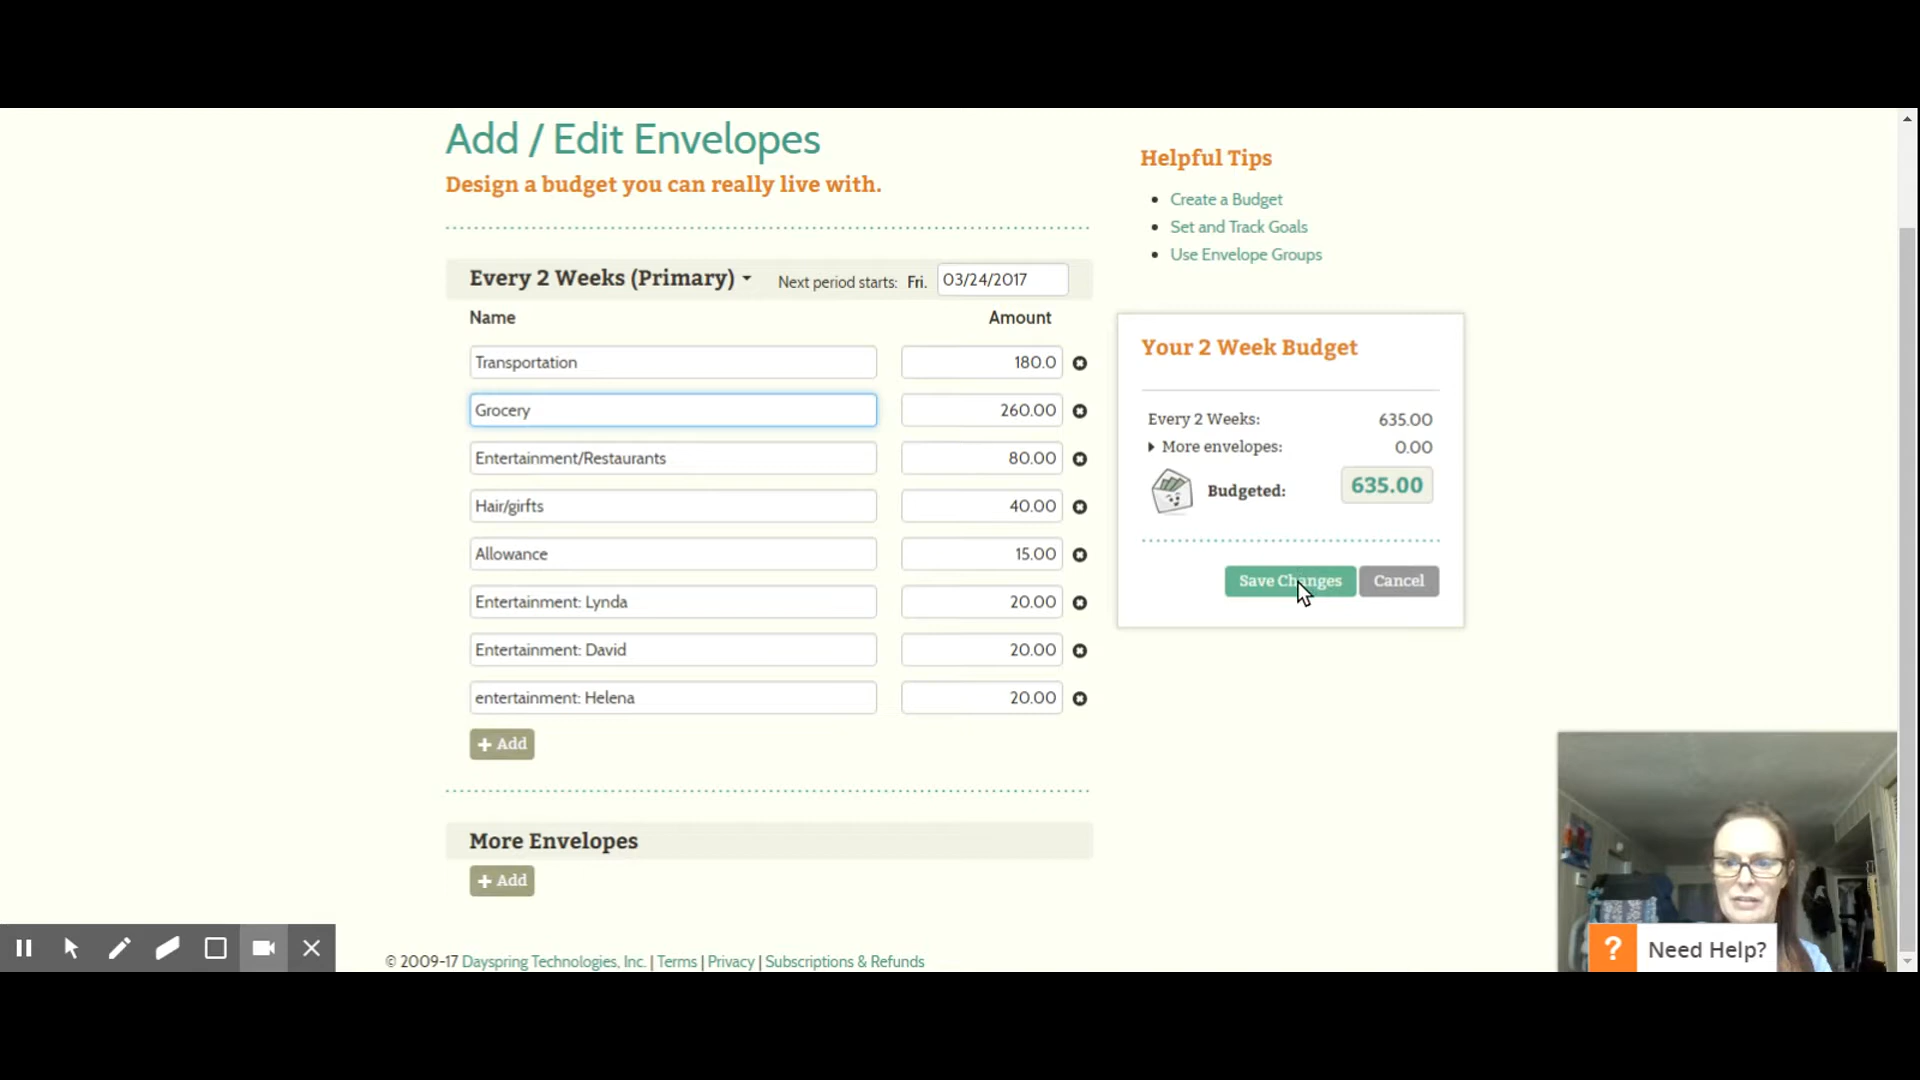 Add / Edit Envelopes
Design a budget you can really live with.
Every 2 Weeks (Primary) Next period starts: Fri. 03/24/2017
Name Amount
Transportation 180.0
Grocery 260.00
Entertainment/Restaurants 80.00
Hair/girfts 40.00
Allowance 15.00
Entertainment: Lynda 20.00
Entertainment: David 20.00
entertainment: Helena 20.00
+ Add
More Envelopes
+ Add
© 2009-17 Dayspring Technologies, Inc. | Terms | Privacy | Subscriptions & Refunds
Helpful Tips
Create a Budget
Set and Track Goals
Use Envelope Groups
Your 2 Week Budget
Every 2 Weeks: 635.00
More envelopes: 0.00
Budgeted: 635.00
Save Changes Cancel
? Need Help?